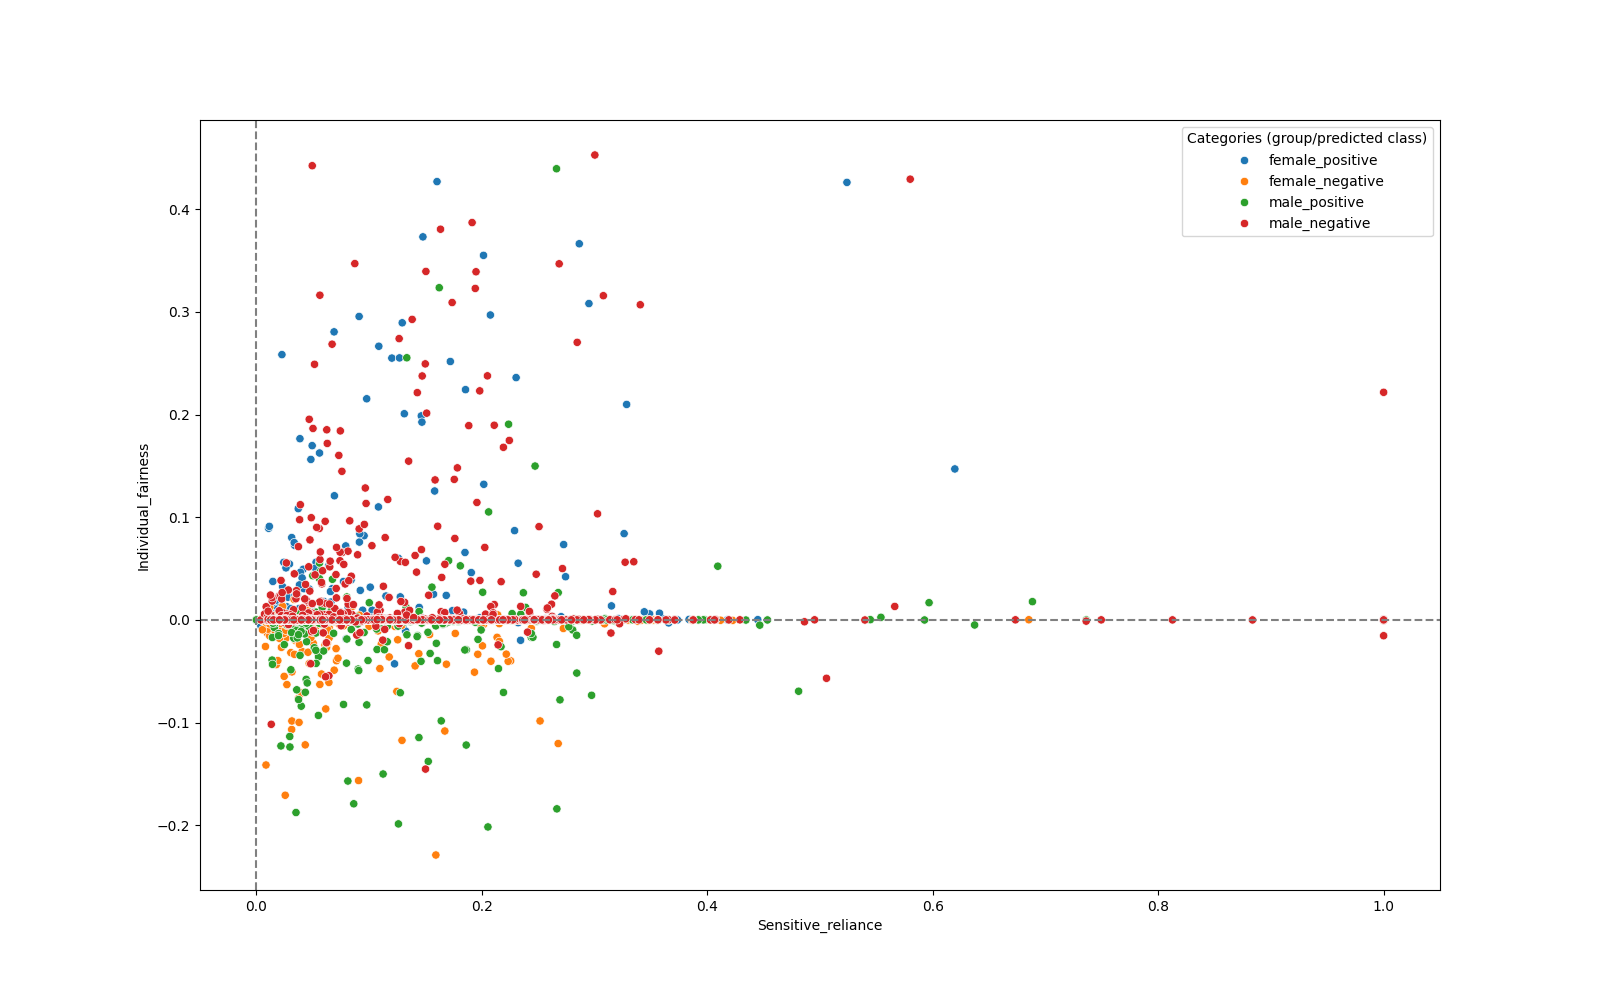 Categories (group/predicted class)
female_positive
female_negative
male_positive
male_negative
Individual_fairness
0.4
0.3
0.2
0.1
0.0
−0.1
−0.2
0.0 0.2 0.4 0.6 0.8 1.0
Sensitive_reliance